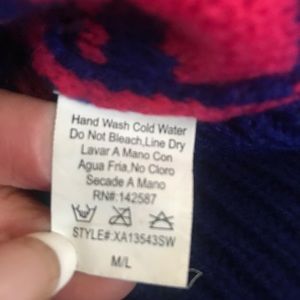 Hand Wash Cold Water
Do Not Bleach,Line Dry
Lavar A Mano Con
Agua Fria,No Cloro
Secade A Mano
RN#:142587
STYLE#:XA13543SW
M/L